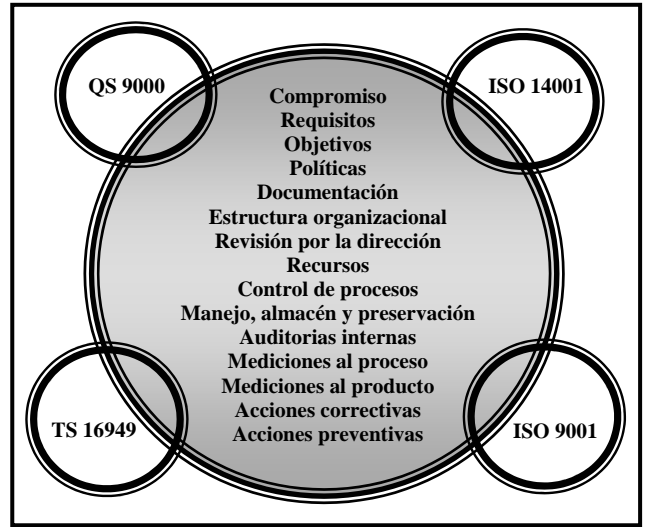 QS 9000
ISO 14001
Compromiso
Requisitos
Objetivos
Políticas
Documentación
Estructura organizacional
Revisión por la dirección
Recursos
Control de procesos
Manejo, almacén y preservación
Auditorias internas
Mediciones al proceso
Mediciones al producto
Acciones correctivas
Acciones preventivas
TS 16949
ISO 9001